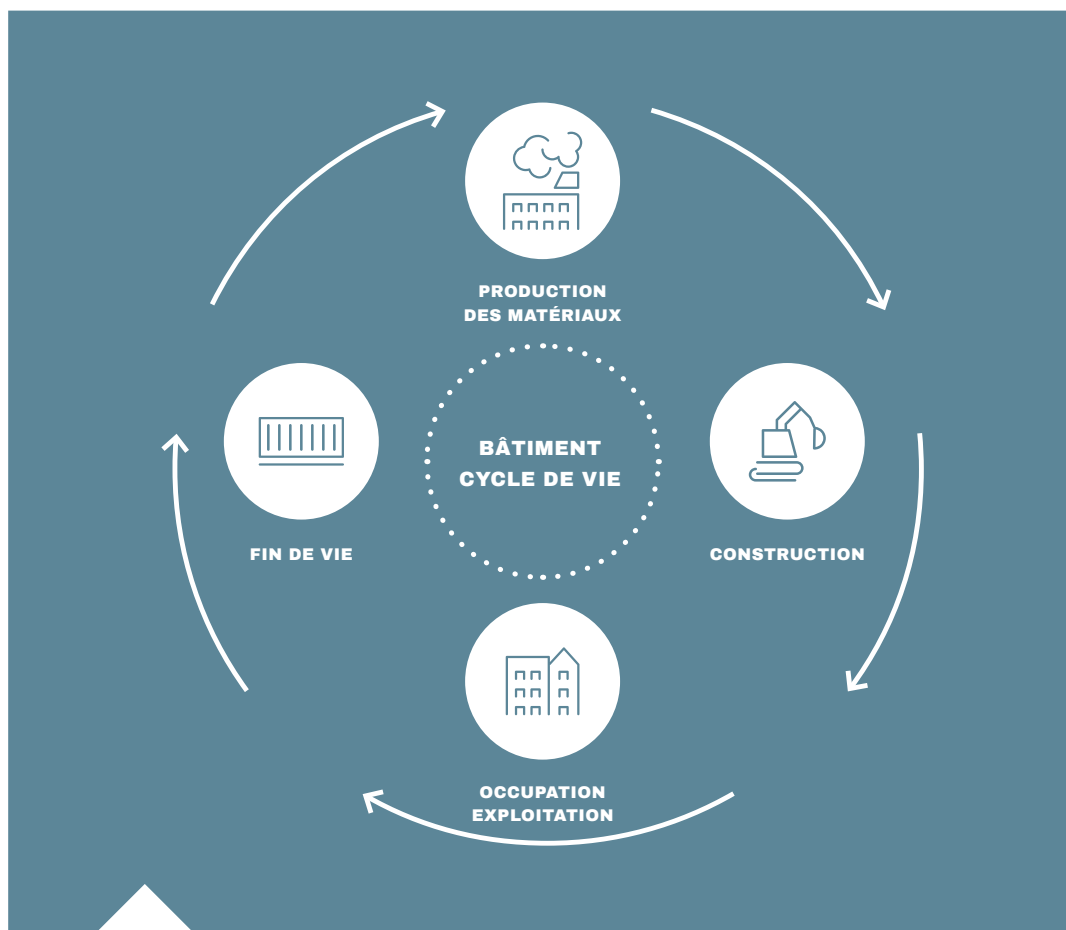 PRODUCTION
DES MATÉRIAUX
BÂTIMENT
CYCLE DE VIE
FIN DE VIE
CONSTRUCTION
OCCUPATION
EXPLOITATION